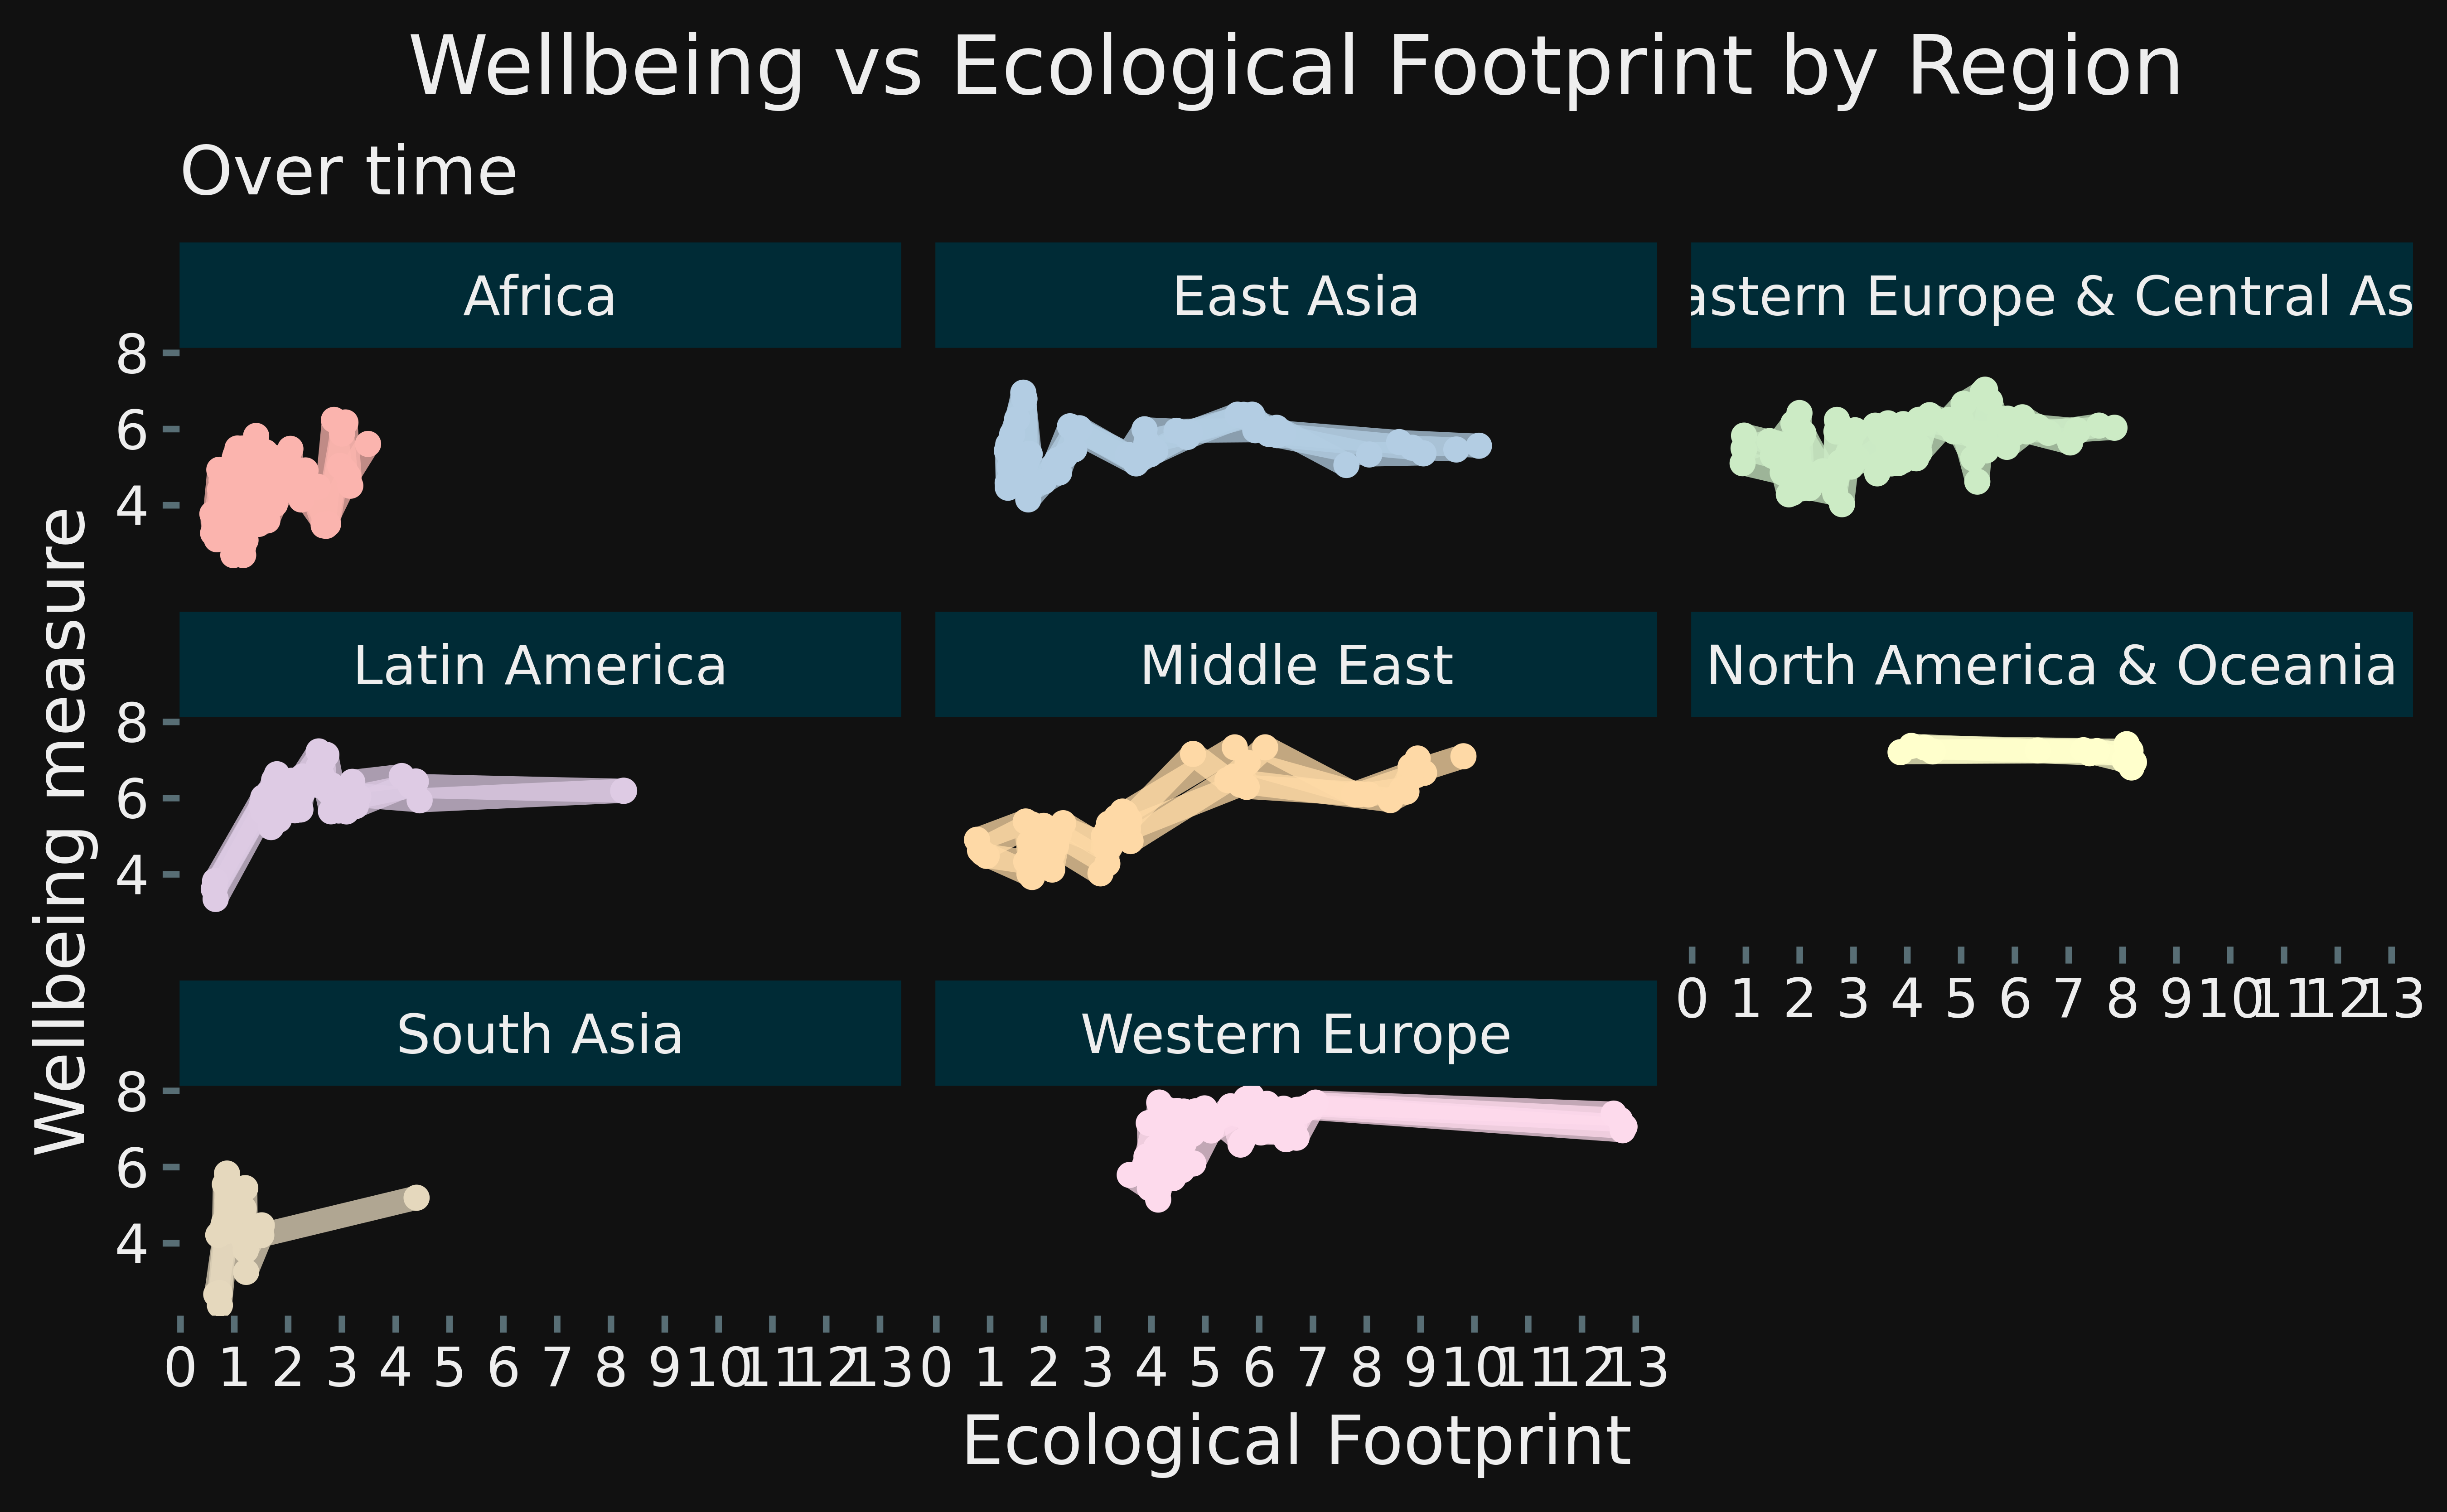 Wellbeing vs Ecological Footprint by Region
Over time
Africa
East Asia
astern Europe & Central As
8
6
4
Latin America
Middle East
North America & Oceania
8
6
4
0 1 2 3 4 5 6 7 8 9 10 11 12 13
South Asia
Western Europe
8
6
4
0 1 2 3 4 5 6 7 8 9 10 11 12 13
0 1 2 3 4 5 6 7 8 9 10 11 12 13
Wellbeing measure
Ecological Footprint